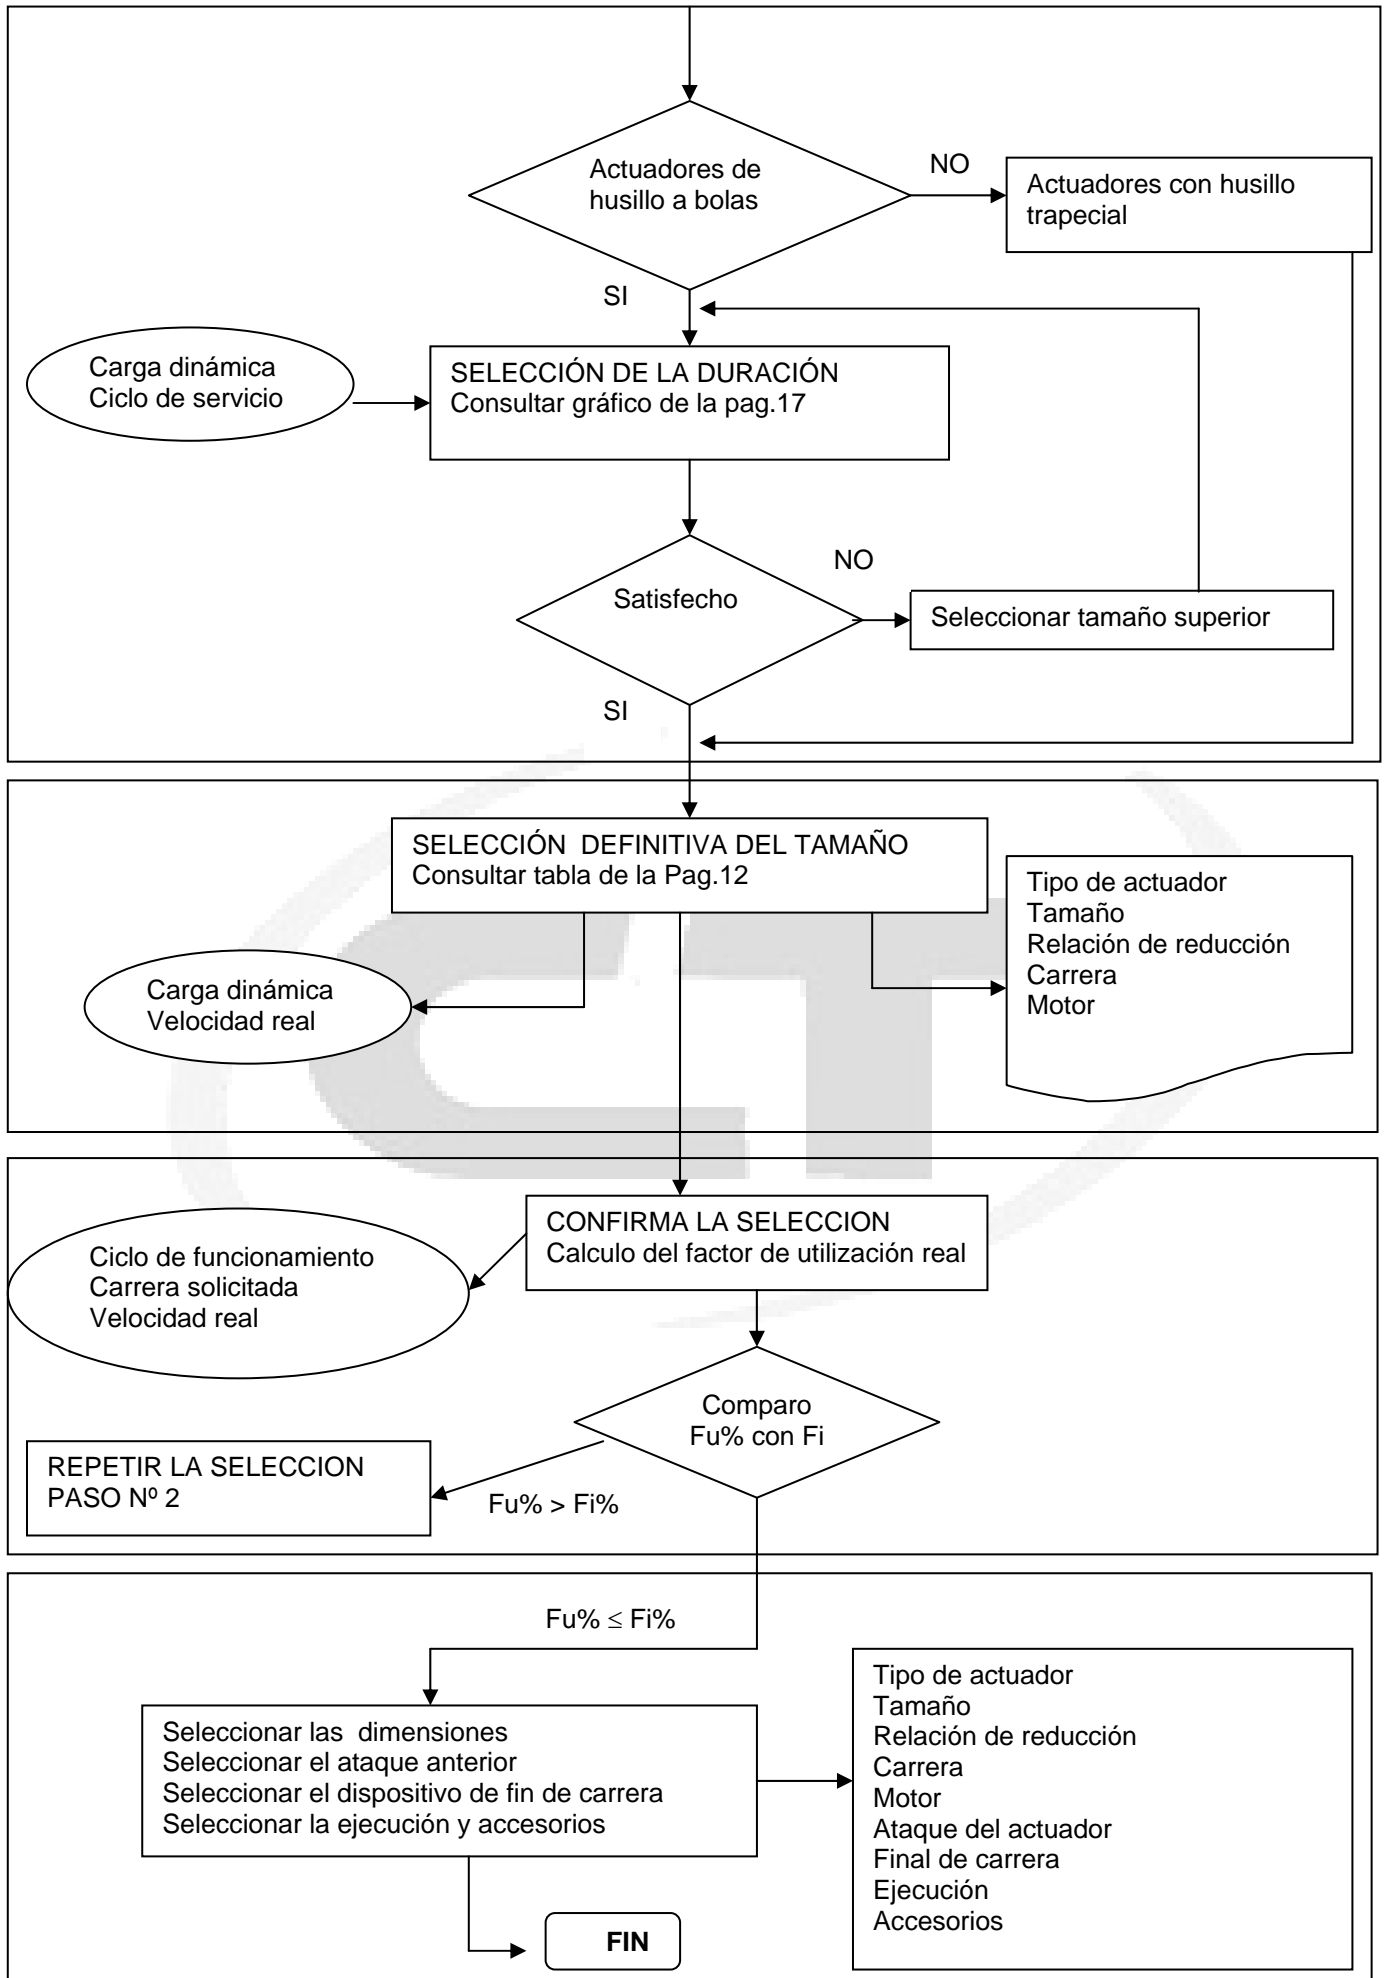 Actuadores de
husillo a bolas
NO
Actuadores con husillo
trapecial
SI
Carga dinámica
Ciclo de servicio
SELECCIÓN DE LA DURACIÓN
Consultar gráfico de la pag.17
Satisfecho
NO
Seleccionar tamaño superior
SI
SELECCIÓN  DEFINITIVA DEL TAMAÑO
Consultar tabla de la Pag.12
Carga dinámica
Velocidad real
Tipo de actuador
Tamaño
Relación de reducción
Carrera
Motor
CT
CONFIRMA LA SELECCION
Calculo del factor de utilización real
Ciclo de funcionamiento
Carrera solicitada
Velocidad real
Comparo
Fu% con Fi
REPETIR LA SELECCION
PASO Nº 2
Fu% > Fi%
Fu% ≤ Fi%
Seleccionar las  dimensiones
Seleccionar el ataque anterior
Seleccionar el dispositivo de fin de carrera
Seleccionar la ejecución y accesorios
Tipo de actuador
Tamaño
Relación de reducción
Carrera
Motor
Ataque del actuador
Final de carrera
Ejecución
Accesorios
FIN